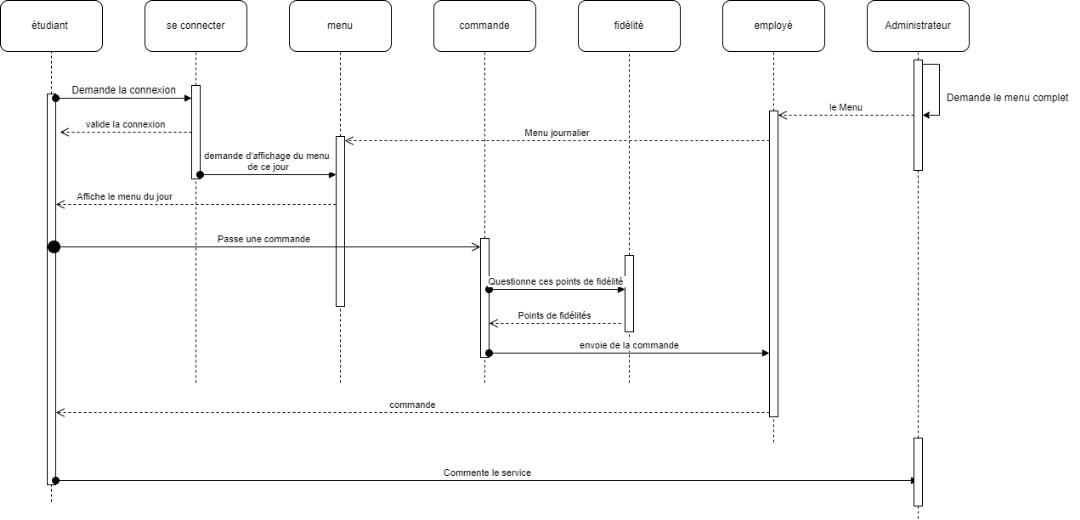 étudiant
se connecter
menu
commande
fidélité
employé
Administrateur
Demande la connexion
Demande le menu complet
le Menu
valide la connexion
Menu journalier
demande d'affichage du menu
de ce jour
Affiche le menu du jour
Passe une commande
Questionne ces points de fidélité
Points de fidélités
envoie de la commande
commande
Commente le service